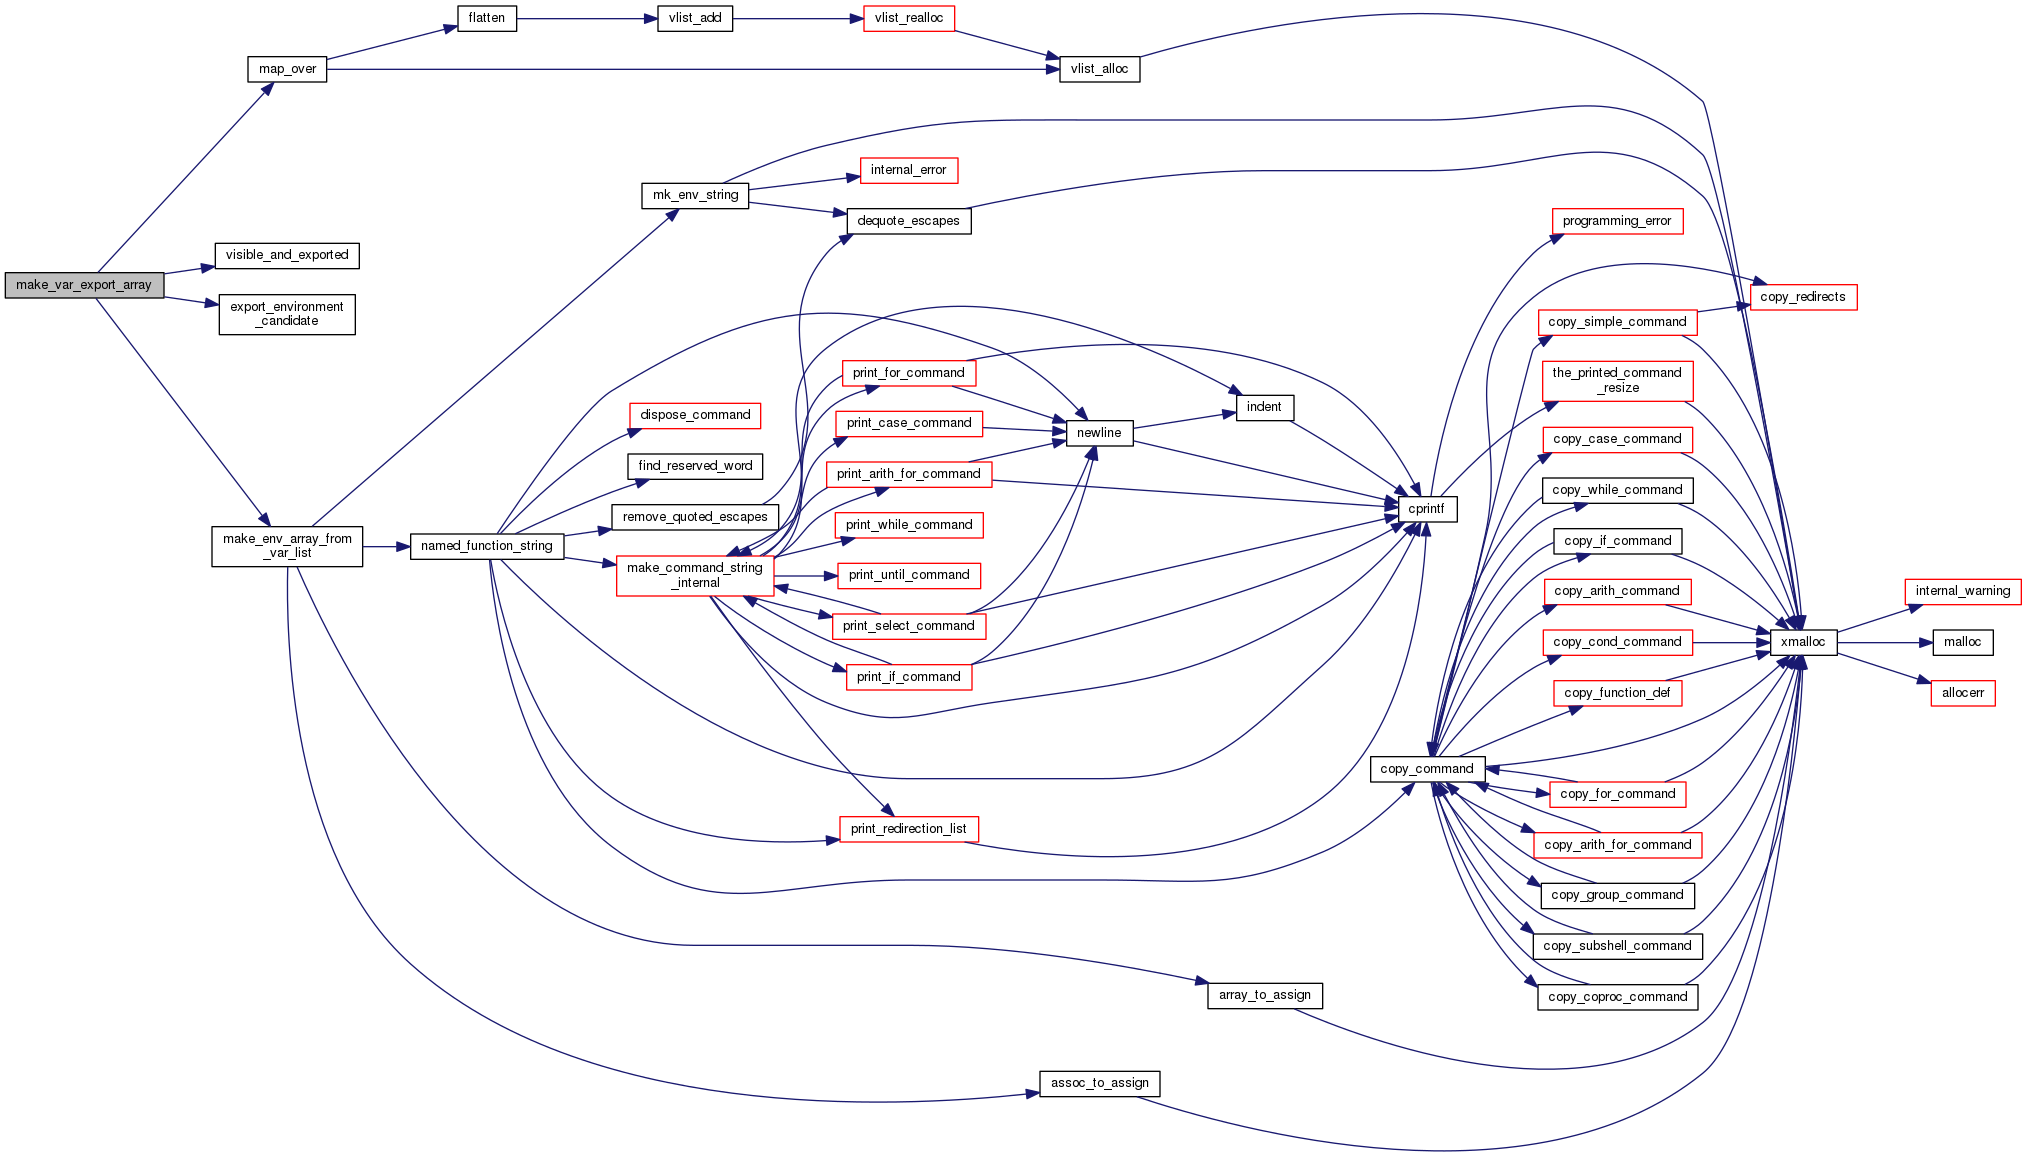 flatten
vlist_add
vlist_realloc
map_over
vlist_alloc
internal_error
mk_env_string
dequote_escapes
programming_error
visible_and_exported
make_var_export_array
copy_redirects
export_environment
_candidate
copy_simple_command
print_for_command
the_printed_command
_resize
indent
dispose_command
print_case_command
newline
copy_case_command
find_reserved_word
print_arith_for_command
copy_while_command
cprintf
remove_quoted_escapes
print_while_command
make_env_array_from
_var_list
named_function_string
copy_if_command
make_command_string
_internal
print_until_command
copy_arith_command
internal_warning
print_select_command
copy_cond_command
xmalloc
malloc
print_if_command
copy_function_def
allocerr
copy_command
copy_for_command
print_redirection_list
copy_arith_for_command
copy_group_command
copy_subshell_command
array_to_assign
copy_coproc_command
assoc_to_assign